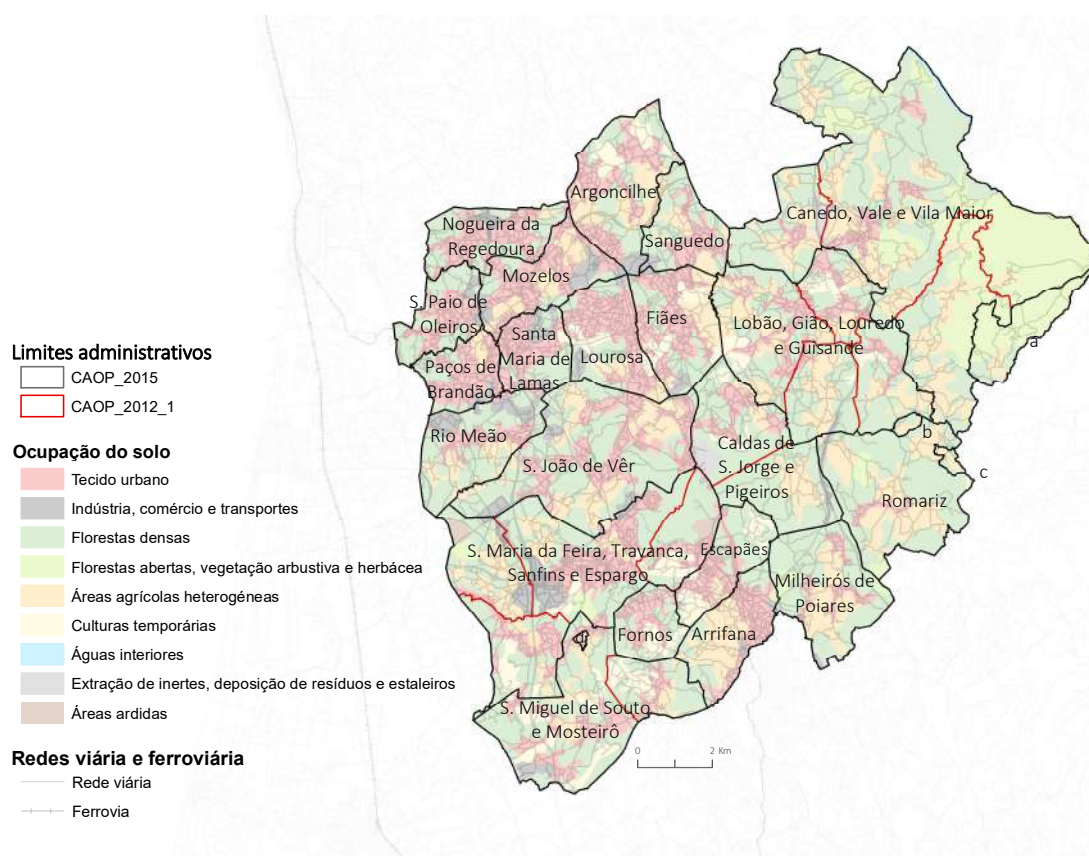 Argoncilhe
Nogueira da
Regedoura
Sanguedo
Canedo, Vale e Vila Maior
Mozelos
S. Paio de
Oleiros
Santa
Maria de
Lamas
Lourosa
Fiães
Lobão, Gião, Louredo
e Guisande
a
Paços de
Brandão
Rio Meão
S. João de Vêr
Caldas de
S. Jorge e
Pigeiros
b
c
Romariz
S. Maria da Feira, Travanca,
Sanfins e Espargo
Escapães
Milheirós de
Poiares
Fornos
Arrifana
S. Miguel de Souto
e Mosteirô
0 2 Km
Limites administrativos
CAOP_2015
CAOP_2012_1
Ocupação do solo
Tecido urbano
Indústria, comércio e transportes
Florestas densas
Florestas abertas, vegetação arbustiva e herbácea
Áreas agrícolas heterogéneas
Culturas temporárias
Águas interiores
Extração de inertes, deposição de resíduos e estaleiros
Áreas ardidas
Redes viária e ferroviária
Rede viária
Ferrovia